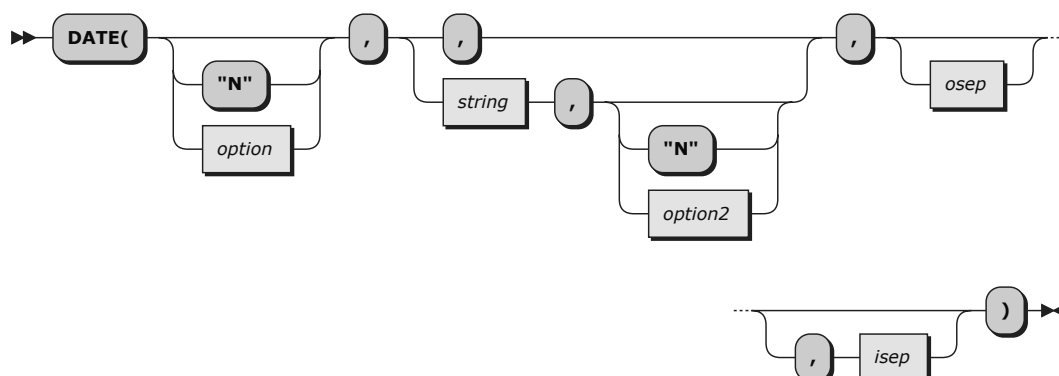 DATE( , , ,
"N" string , osep
option "N"
option2
)
, isep